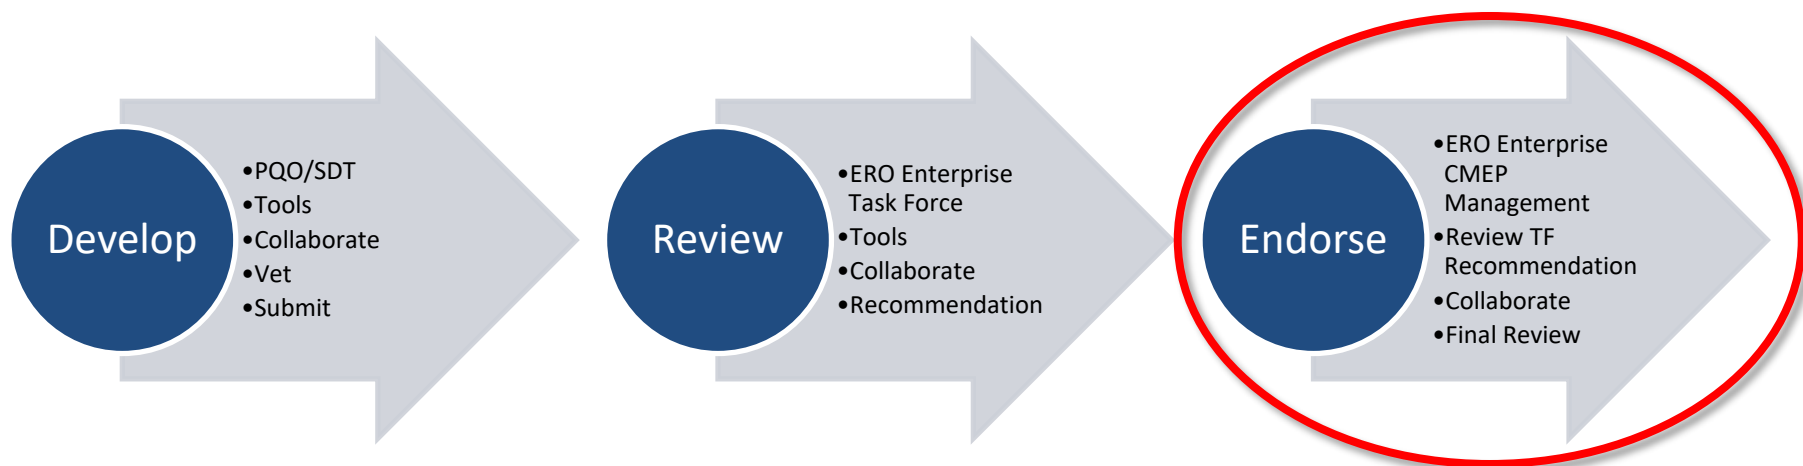 Develop
•PQO/SDT
•Tools
•Collaborate
•Vet
•Submit
Review
•ERO Enterprise
Task Force
•Tools
•Collaborate
•Recommendation
Endorse
•ERO Enterprise
CMEP
Management
•Review TF
Recommendation
•Collaborate
•Final Review